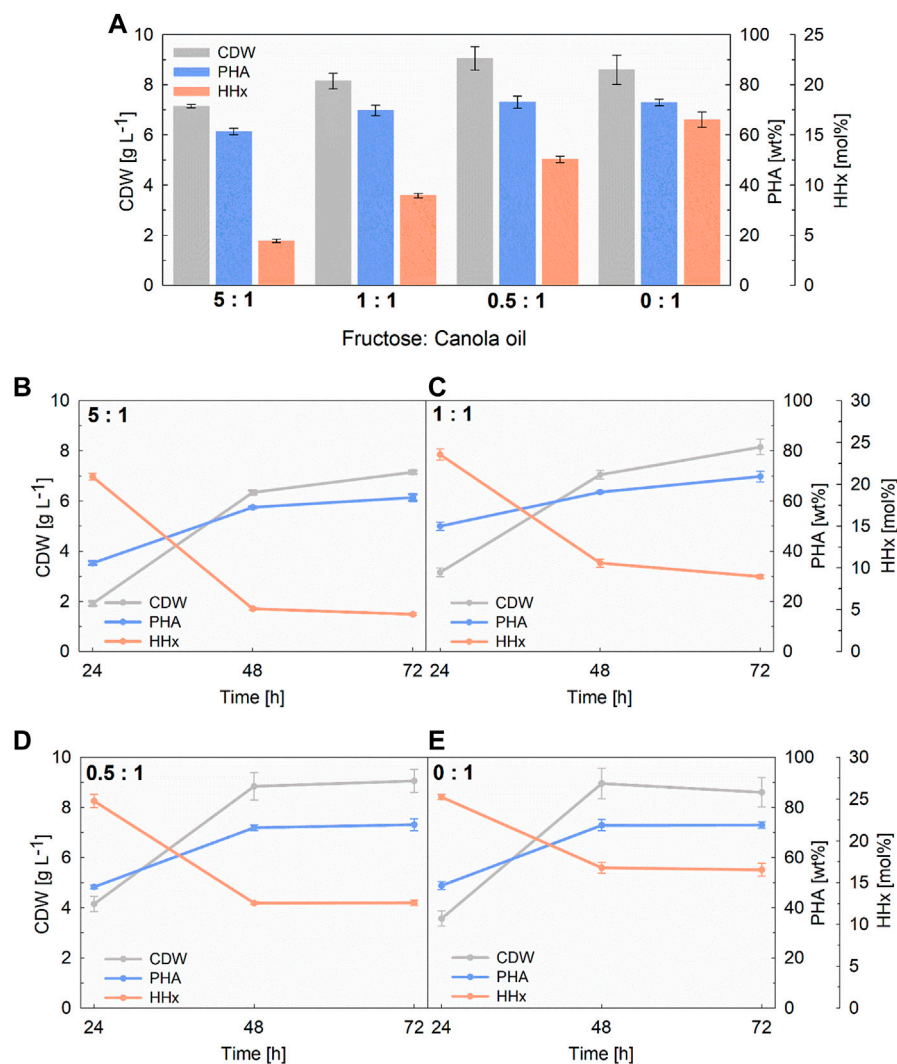 A
CDW [g L⁻¹]
10
8
6
4
2
0
CDW
PHA
HHx
100
80
60
40
20
0
PHA [wt%]
25
20
15
10
5
0
HHx [mol%]
5 : 1 1 : 1 0.5 : 1 0 : 1
Fructose: Canola oil
B
5 : 1
CDW [g L⁻¹]
10
8
6
4
2
0
CDW
PHA
HHx
24 48 72
Time [h]
C
1 : 1
CDW
PHA
HHx
100
80
60
40
20
0
PHA [wt%]
30
25
20
15
10
5
0
HHx [mol%]
24 48 72
Time [h]
D
0.5 : 1
CDW [g L⁻¹]
10
8
6
4
2
0
CDW
PHA
HHx
24 48 72
Time [h]
E
0 : 1
CDW
PHA
HHx
100
80
60
40
20
0
PHA [wt%]
30
25
20
15
10
5
0
HHx [mol%]
24 48 72
Time [h]